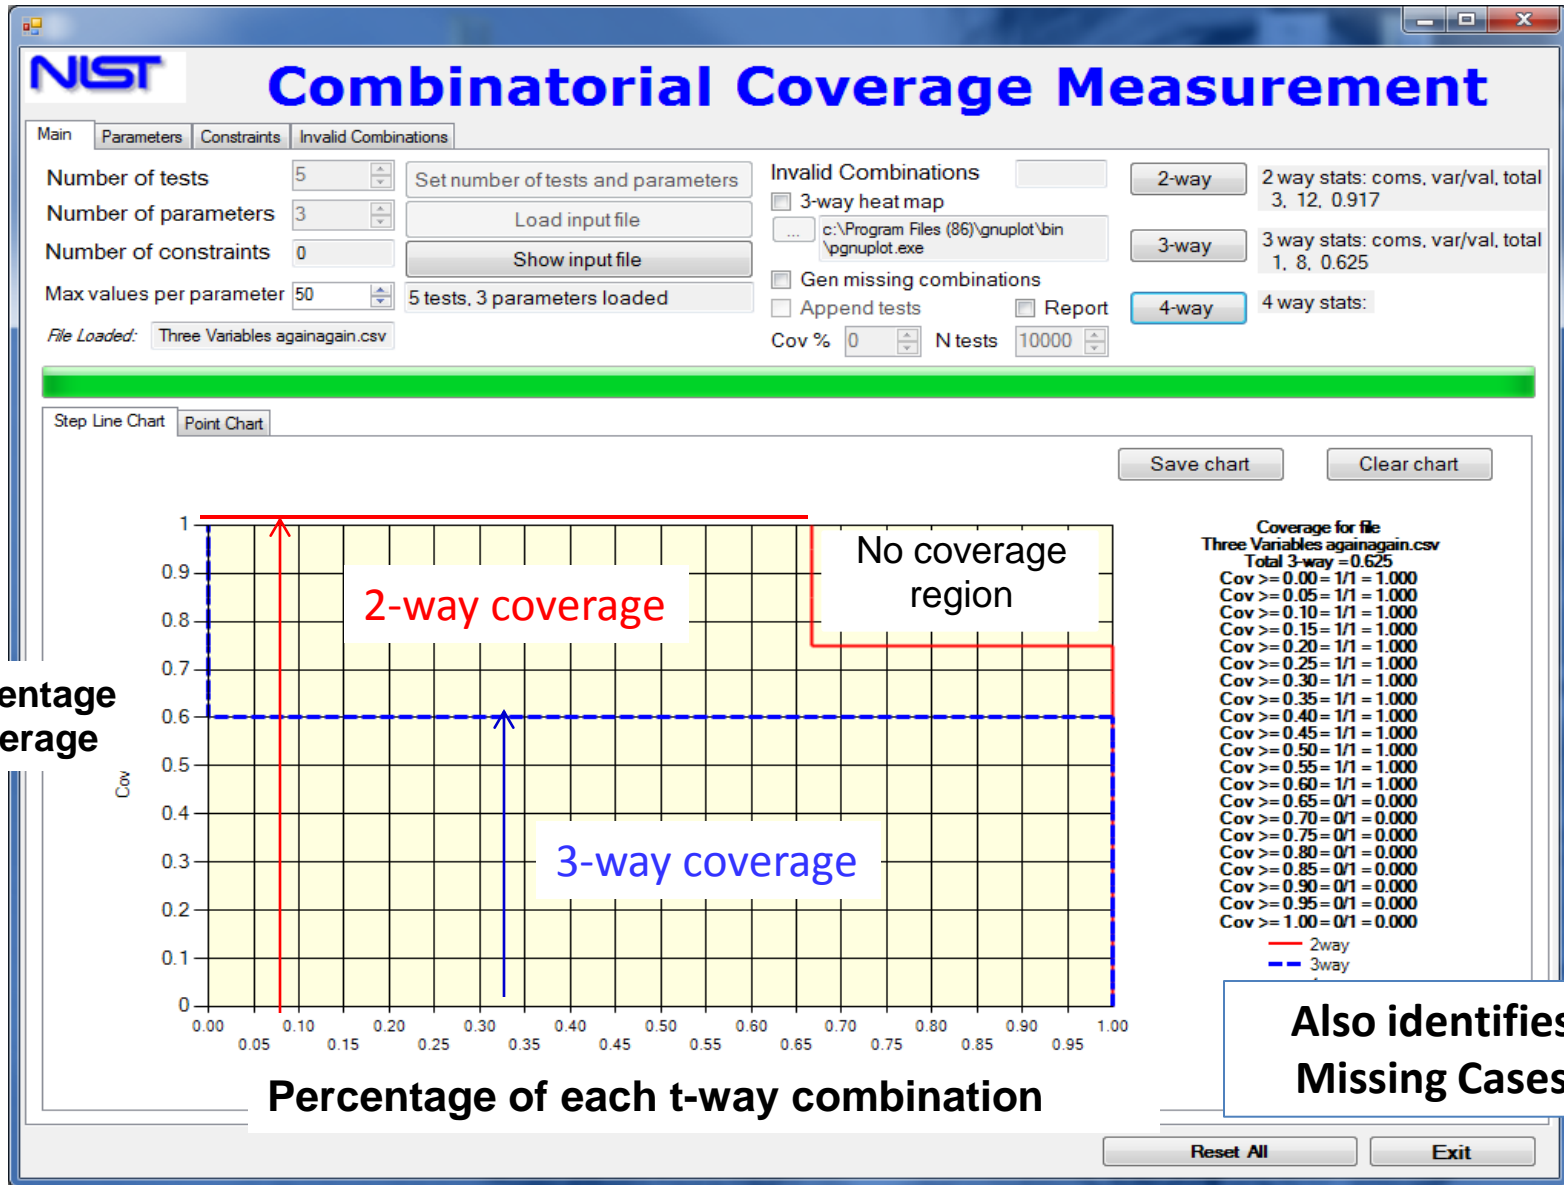 NIST
Combinatorial Coverage Measurement
Main Parameters Constraints Invalid Combinations
Number of tests 5
Number of parameters 3
Number of constraints 0
Max values per parameter 50
File Loaded: Three Variables againagain.csv
Set number of tests and parameters
Load input file
Show input file
5 tests, 3 parameters loaded
Invalid Combinations
3-way heat map
... c:\Program Files (86)\gnuplot\bin
\pgnuplot.exe
Gen missing combinations
Append tests Report
Cov % 0 N tests 10000
2-way 2 way stats: coms, var/val, total
3, 12, 0.917
3-way 3 way stats: coms, var/val, total
1, 8, 0.625
4-way 4 way stats:
Step Line Chart Point Chart
Save chart Clear chart
1
0.9
0.8
0.7
0.6
0.5
0.4
0.3
0.2
0.1
0
entage
erage
Cov
2-way coverage
No coverage
region
3-way coverage
0.00 0.10 0.20 0.30 0.40 0.50 0.60 0.70 0.80 0.90 1.00
0.05 0.15 0.25 0.35 0.45 0.55 0.65 0.75 0.85 0.95
Percentage of each t-way combination
Coverage for file
Three Variables againagain.csv
Total 3-way = 0.625
Cov >= 0.00 = 1/1 = 1.000
Cov >= 0.05 = 1/1 = 1.000
Cov >= 0.10 = 1/1 = 1.000
Cov >= 0.15 = 1/1 = 1.000
Cov >= 0.20 = 1/1 = 1.000
Cov >= 0.25 = 1/1 = 1.000
Cov >= 0.30 = 1/1 = 1.000
Cov >= 0.35 = 1/1 = 1.000
Cov >= 0.40 = 1/1 = 1.000
Cov >= 0.45 = 1/1 = 1.000
Cov >= 0.50 = 1/1 = 1.000
Cov >= 0.55 = 1/1 = 1.000
Cov >= 0.60 = 1/1 = 1.000
Cov >= 0.65 = 0/1 = 0.000
Cov >= 0.70 = 0/1 = 0.000
Cov >= 0.75 = 0/1 = 0.000
Cov >= 0.80 = 0/1 = 0.000
Cov >= 0.85 = 0/1 = 0.000
Cov >= 0.90 = 0/1 = 0.000
Cov >= 0.95 = 0/1 = 0.000
Cov >= 1.00 = 0/1 = 0.000
2way
3way
Also identifies
Missing Cases
Reset All Exit